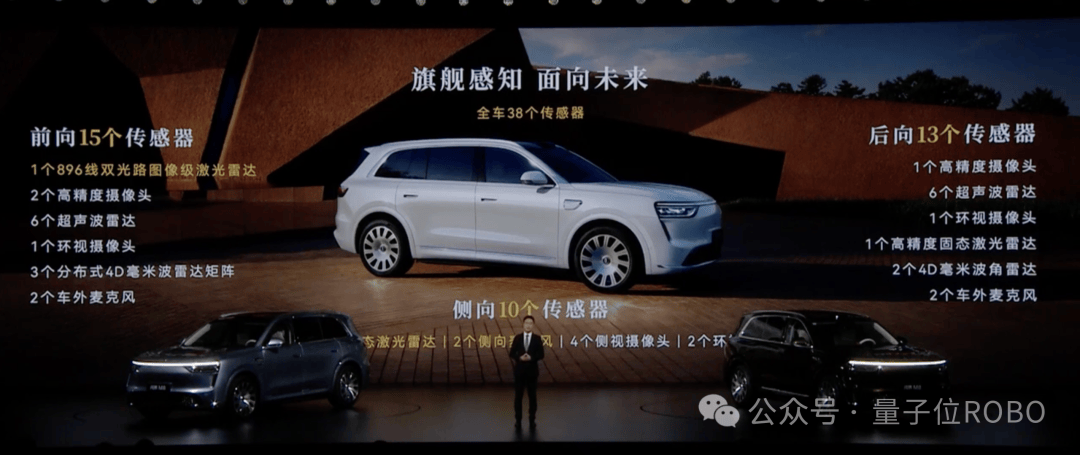 旗舰感知 面向未来
全车38个传感器
前向15个传感器
1个896线双光路图像级激光雷达
2个高精度摄像头
6个超声波雷达
1个环视摄像头
3个分布式4D毫米波雷达矩阵
2个车外麦克风
后向13个传感器
1个高精度摄像头
6个超声波雷达
1个环视摄像头
1个高精度固态激光雷达
2个4D毫米波角雷达
2个车外麦克风
侧向10个传感器
态激光雷达 | 2个侧向 风 | 4个侧视摄像头 | 2个环
公众号：量子位ROBO